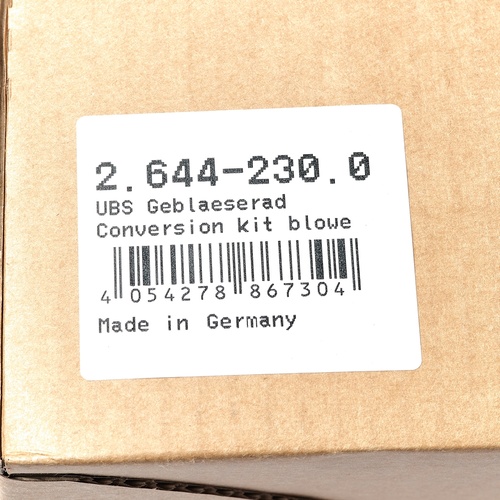 2.644-230.0
UBS Geblaeserad
Conversion kit blowe
4 054278 867304
Made in Germany